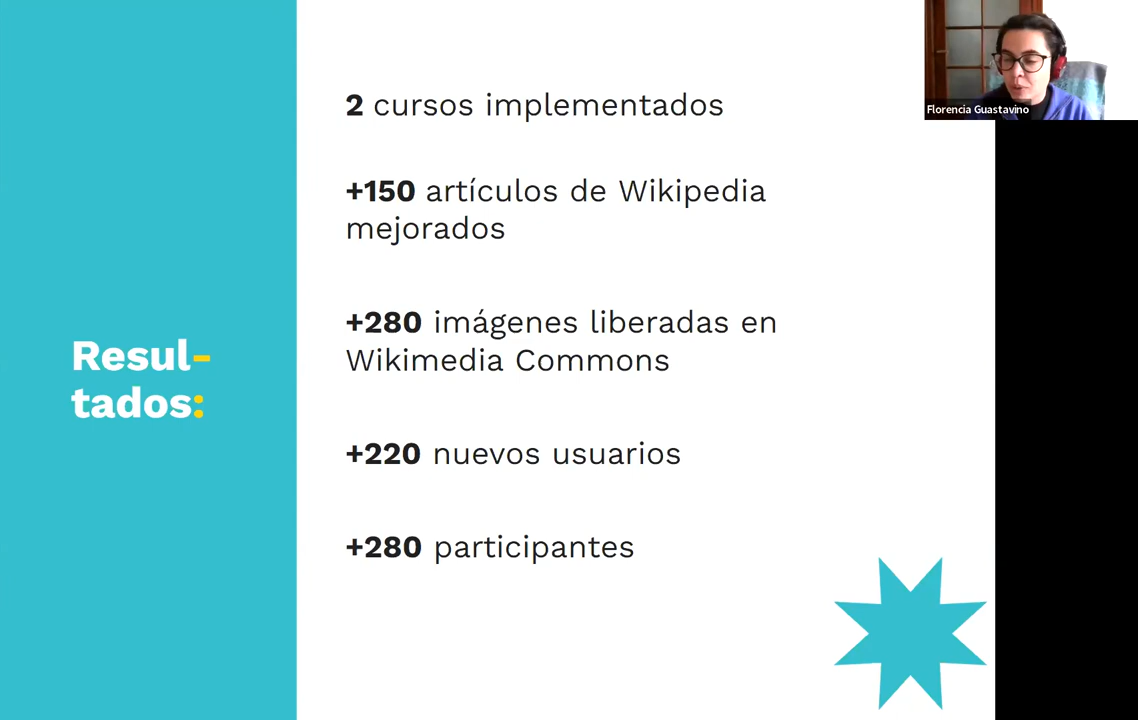 Resul-
tados:
2 cursos implementados
+150 artículos de Wikipedia
mejorados
+280 imágenes liberadas en
Wikimedia Commons
+220 nuevos usuarios
+280 participantes
Florencia Guastavino